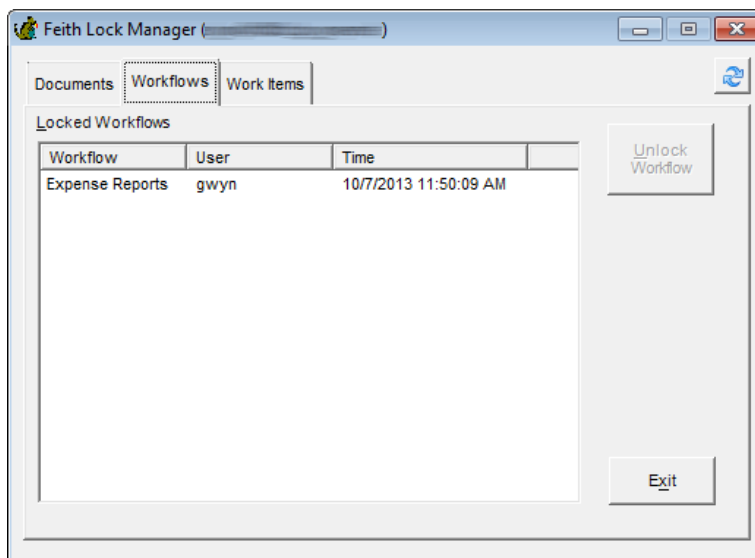 Feith Lock Manager ( )
Documents Workflows Work Items
Locked Workflows
Workflow User Time
Expense Reports gwyn 10/7/2013 11:50:09 AM
Unlock
Workflow
Exit